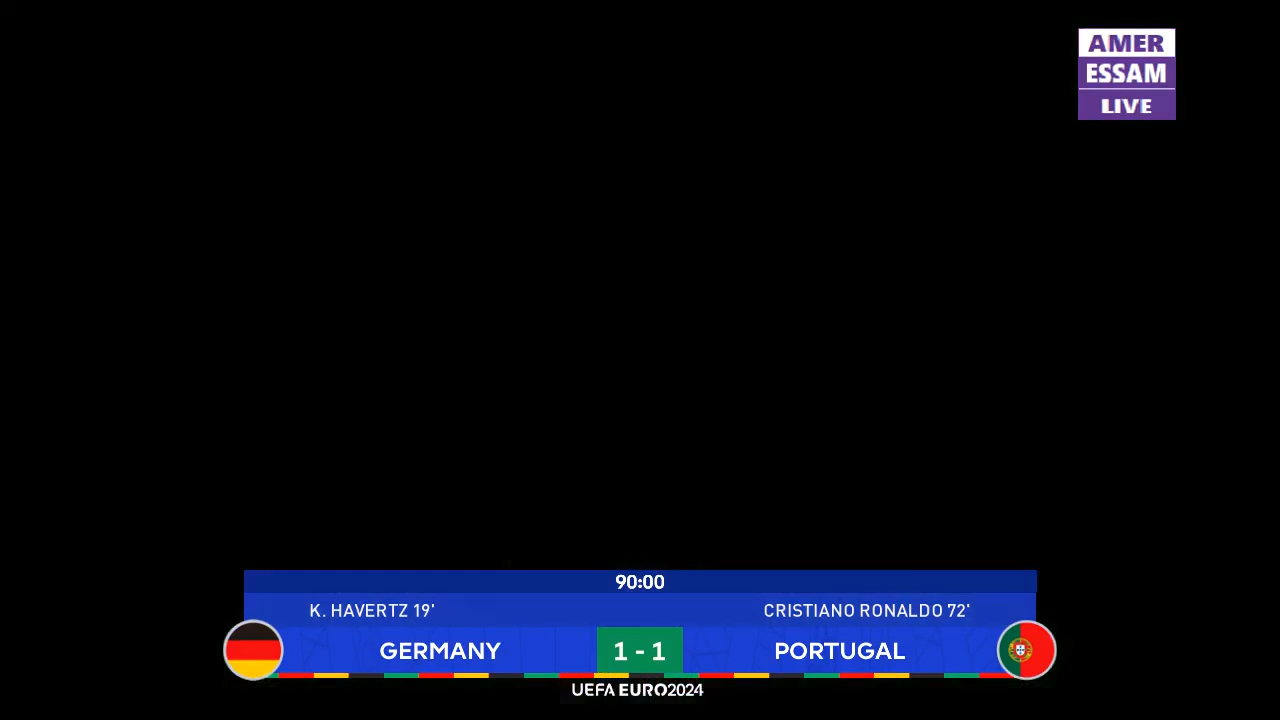 AMER
ESSAM
LIVE
90:00
K. HAVERTZ 19' CRISTIANO RONALDO 72'
GERMANY 1 - 1 PORTUGAL
UEFA EURO2024